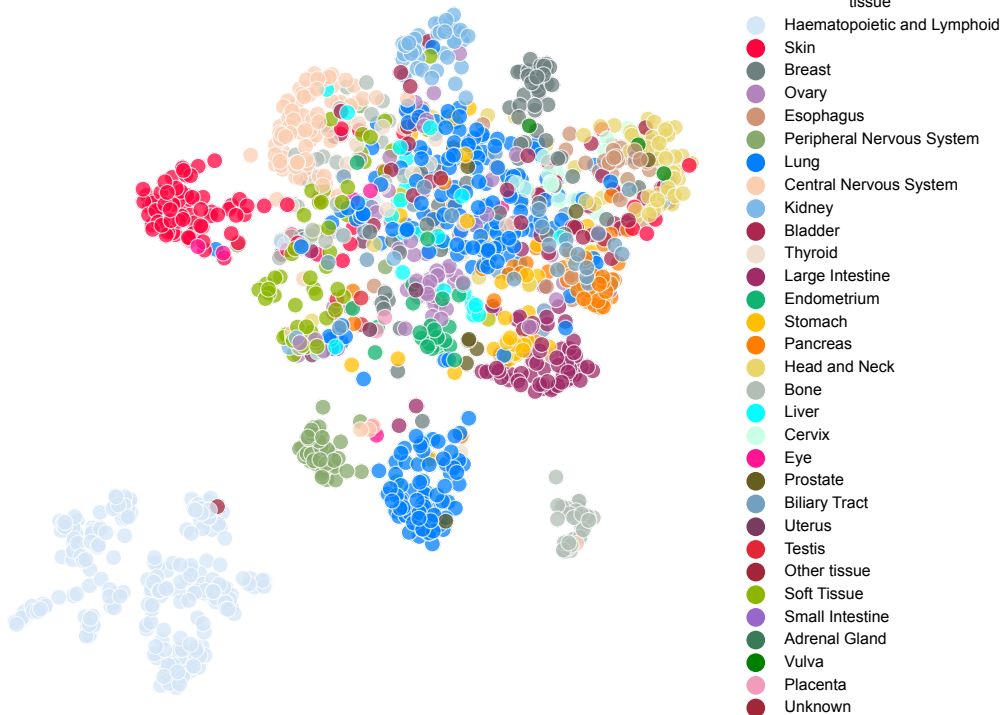 tissue
Haematopoietic and Lymphoid
Skin
Breast
Ovary
Esophagus
Peripheral Nervous System
Lung
Central Nervous System
Kidney
Bladder
Thyroid
Large Intestine
Endometrium
Stomach
Pancreas
Head and Neck
Bone
Liver
Cervix
Eye
Prostate
Biliary Tract
Uterus
Testis
Other tissue
Soft Tissue
Small Intestine
Adrenal Gland
Vulva
Placenta
Unknown